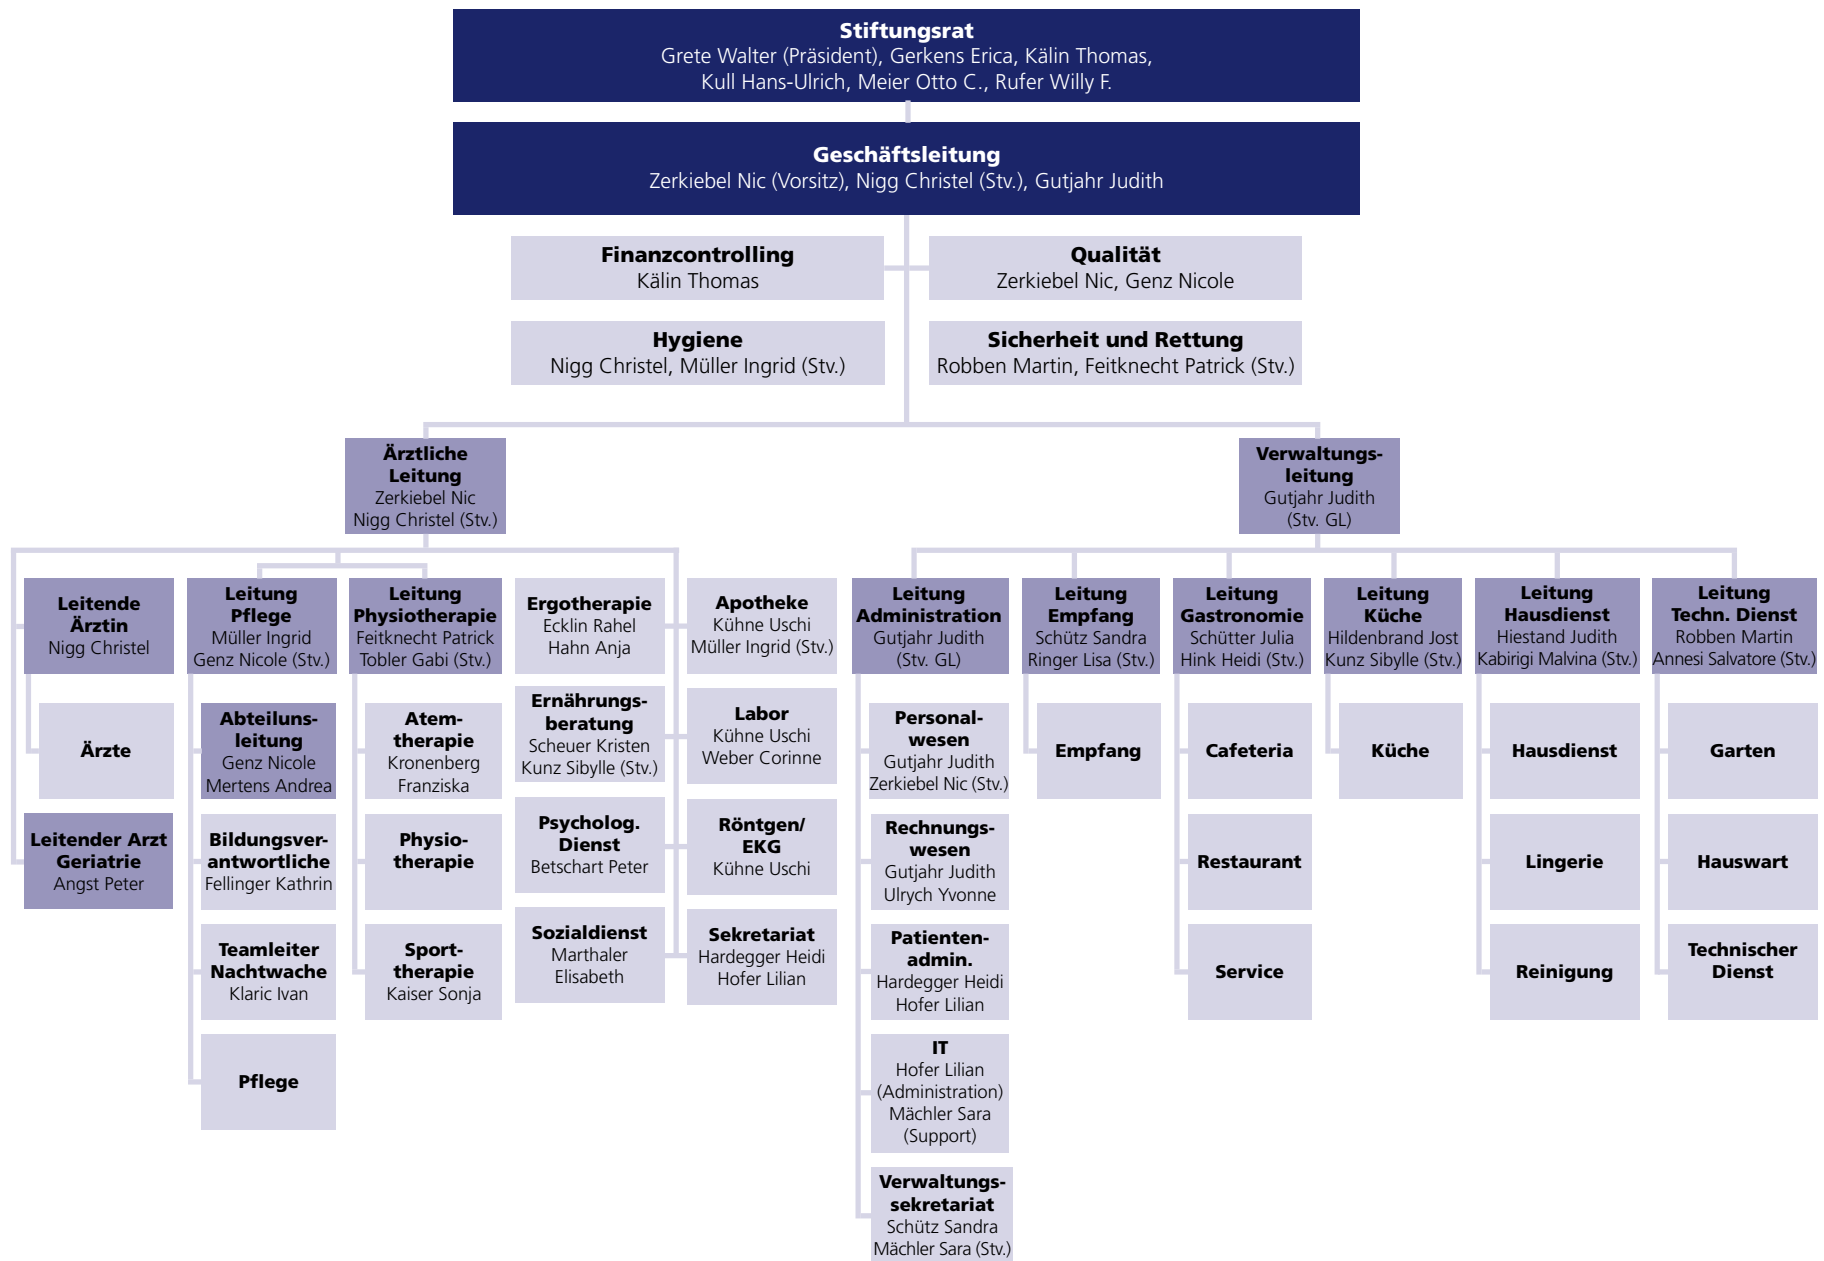 Stiftungsrat
Grete Walter (Präsident), Gerkens Erica, Kälin Thomas,
Kull Hans-Ulrich, Meier Otto C., Rufer Willy F.
Geschäftsleitung
Zerkiebel Nic (Vorsitz), Nigg Christel (Stv.), Gutjahr Judith
Finanzcontrolling
Kälin Thomas
Qualität
Zerkiebel Nic, Genz Nicole
Hygiene
Nigg Christel, Müller Ingrid (Stv.)
Sicherheit und Rettung
Robben Martin, Feitknecht Patrick (Stv.)
Ärztliche
Leitung
Zerkiebel Nic
Nigg Christel (Stv.)
Verwaltungs-
leitung
Gutjahr Judith
(Stv. GL)
Leitende
Ärztin
Nigg Christel
Ärzte
Leitender Arzt
Geriatrie
Angst Peter
Leitung
Pflege
Müller Ingrid
Genz Nicole (Stv.)
Abteiluns-
leitung
Genz Nicole
Mertens Andrea
Bildungsver-
antwortliche
Fellinger Kathrin
Teamleiter
Nachtwache
Klaric Ivan
Pflege
Leitung
Physiotherapie
Feitknecht Patrick
Tobler Gabi (Stv.)
Atem-
therapie
Kronenberg
Franziska
Physio-
therapie
Sport-
therapie
Kaiser Sonja
Ergotherapie
Ecklin Rahel
Hahn Anja
Ernährungs-
beratung
Scheuer Kristen
Kunz Sibylle (Stv.)
Psycholog.
Dienst
Betschart Peter
Sozialdienst
Marthaler
Elisabeth
Apotheke
Kühne Uschi
Müller Ingrid (Stv.)
Labor
Kühne Uschi
Weber Corinne
Röntgen/
EKG
Kühne Uschi
Sekretariat
Hardegger Heidi
Hofer Lilian
Leitung
Administration
Gutjahr Judith
(Stv. GL)
Personal-
wesen
Gutjahr Judith
Zerkiebel Nic (Stv.)
Rechnungs-
wesen
Gutjahr Judith
Ulrych Yvonne
Patienten-
admin.
Hardegger Heidi
Hofer Lilian
IT
Hofer Lilian
(Administration)
Mächler Sara
(Support)
Verwaltungs-
sekretariat
Schütz Sandra
Mächler Sara (Stv.)
Leitung
Empfang
Schütz Sandra
Ringer Lisa (Stv.)
Empfang
Leitung
Gastronomie
Schütter Julia
Hink Heidi (Stv.)
Cafeteria
Restaurant
Service
Leitung
Küche
Hildenbrand Jost
Kunz Sibylle (Stv.)
Küche
Leitung
Hausdienst
Hiestand Judith
Kabirigi Malvina (Stv.)
Hausdienst
Lingerie
Reinigung
Leitung
Techn. Dienst
Robben Martin
Annesi Salvatore (Stv.)
Garten
Hauswart
Technischer
Dienst